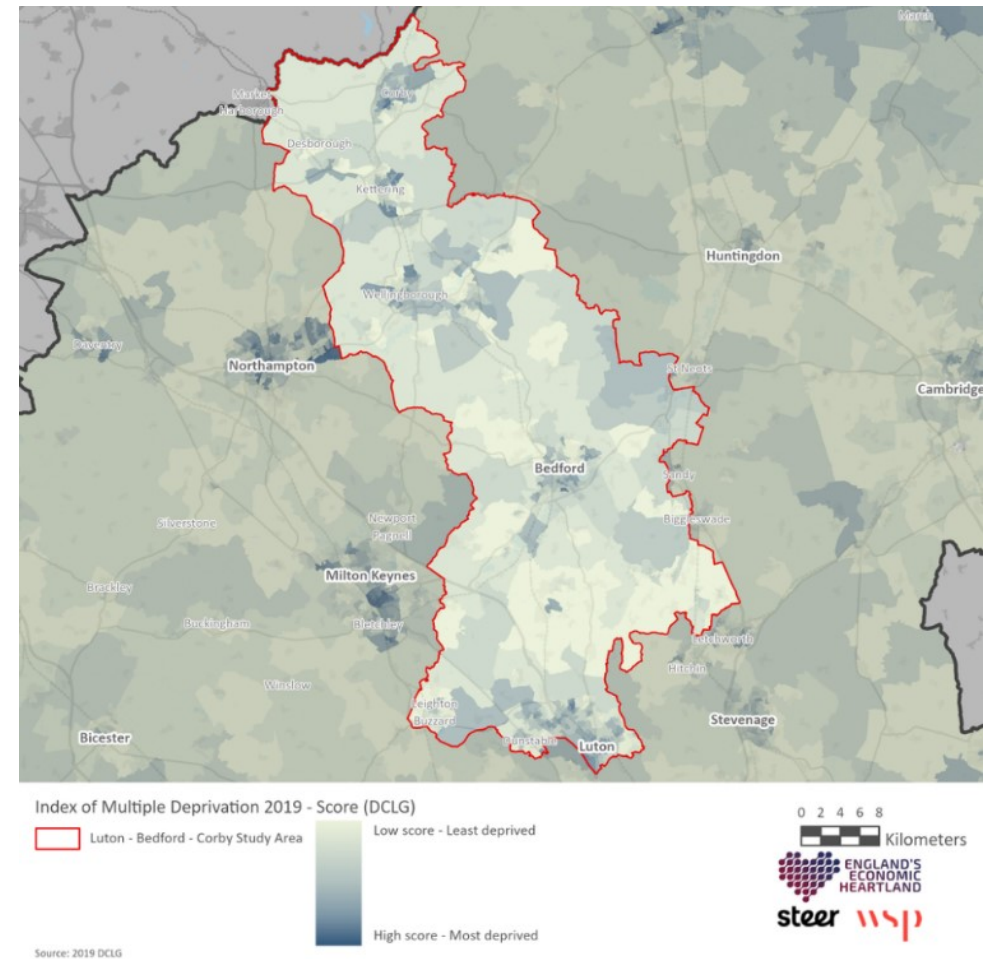 March
Market
Harborough
Corby
Desborough
Kettering
Huntingdon
Wellingborough
Daventry
Northampton
St Neots
Cambridge
Bedford
Sandy
Silverstone
Newport
Pagnell
Biggleswade
Milton Keynes
Brackley
Buckingham
Bletchley
Letchworth
Hitchin
Winslow
Leighton
Buzzard
Stevenage
Bicester
Dunstable
Luton
Index of Multiple Deprivation 2019 - Score (DCLG)
Luton - Bedford - Corby Study Area
Low score - Least deprived
High score - Most deprived
0 2 4 6 8
Kilometers
ENGLAND'S
ECONOMIC
HEARTLAND
steer wsp
Source: 2019 DCLG